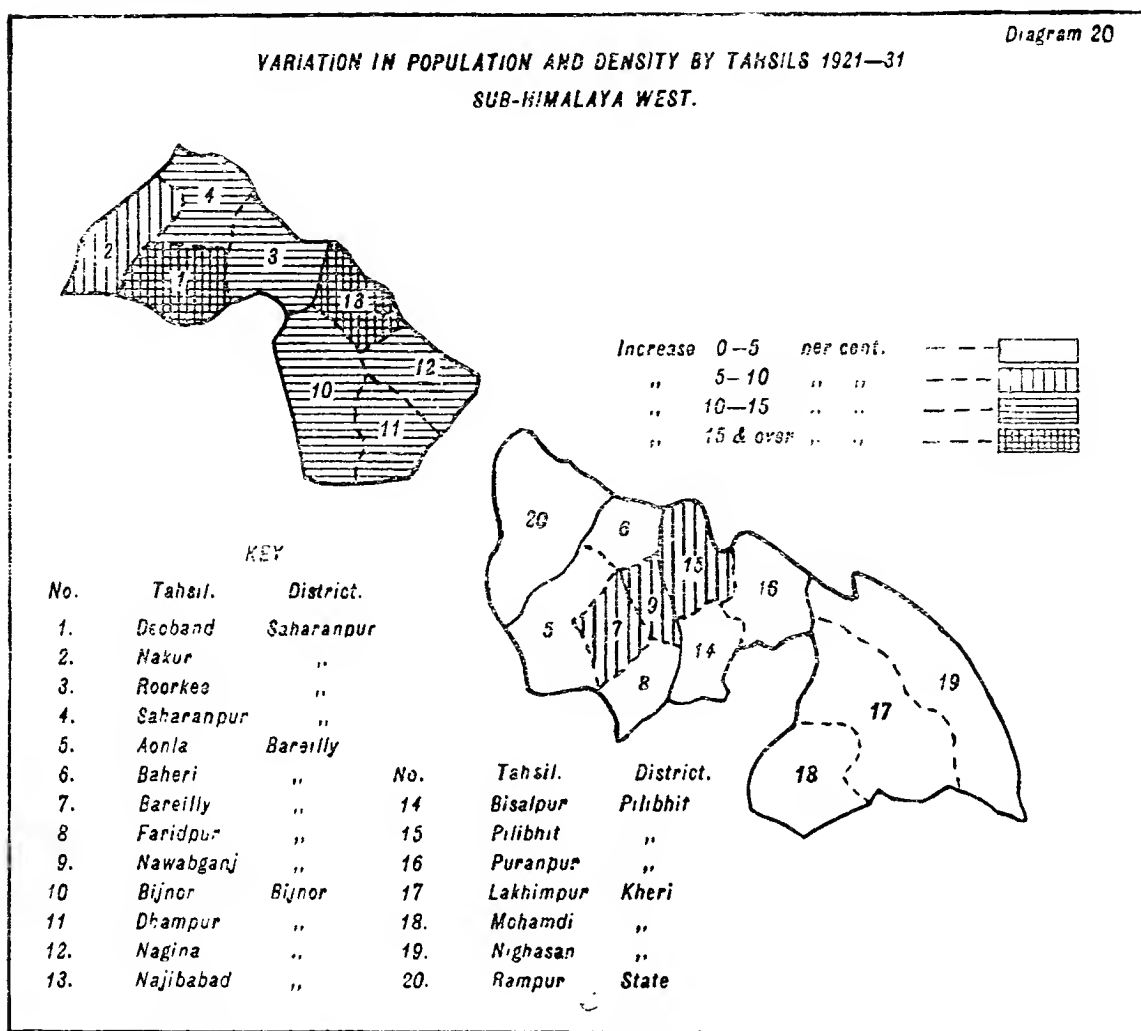 Diagram 20
VARIATION IN POPULATION AND DENSITY BY TAHSILS 1921—31
SUB-HIMALAYA WEST.
4
2
1
3
13
12
10
11
Increase 0—5 per cent.
„ 5—10 „ „
„ 10—15 „ „
„ 15 & over „ „
20
6
15
16
9
5
7
14
8
19
17
18
KEY
No. Tahsil. District.
1. Deoband Saharanpur
2. Nakur „
3. Roorkee „
4. Saharanpur „
5. Aonla Bareilly
6. Baheri „
7. Bareilly „
8 Faridpur „
9. Nawabganj „
10 Bijnor Bijnor
11 Dhampur „
12. Nagina „
13. Najibabad „
No. Tahsil. District.
14 Bisalpur Pilibhit
15 Pilibhit „
16 Puranpur „
17 Lakhimpur Kheri
18. Mohamdi „
19. Nighasan „
20. Rampur State